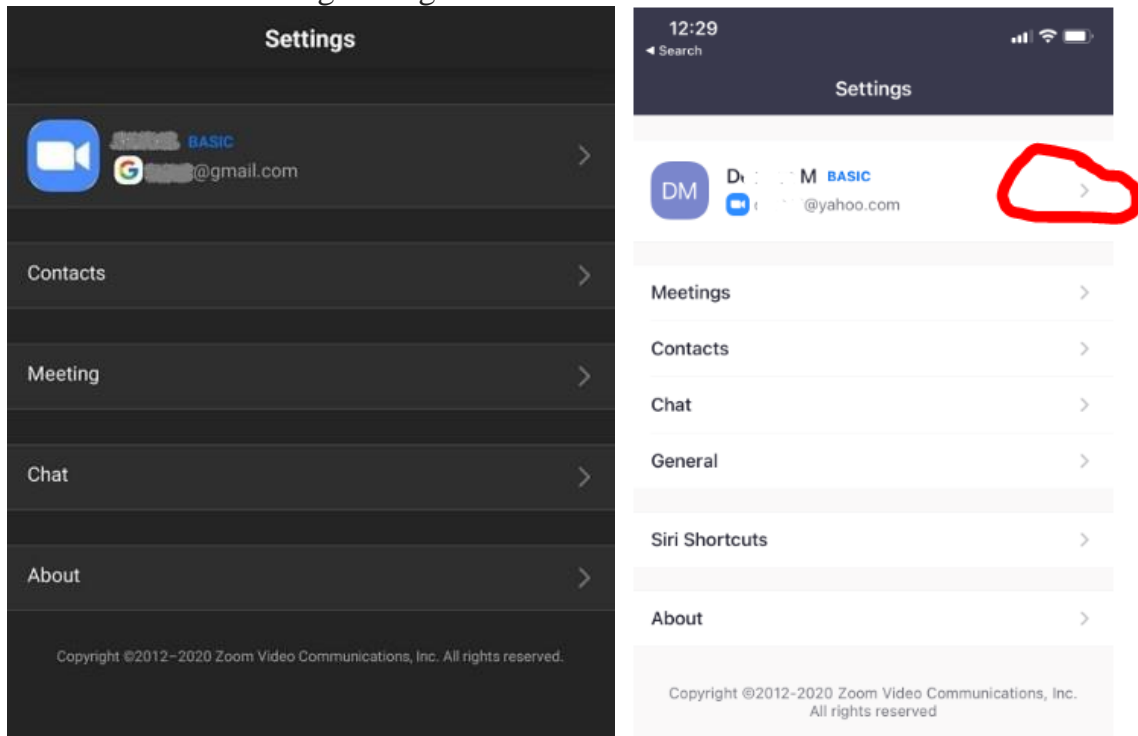 Settings
BASIC
@gmail.com
Contacts
Meeting
Chat
About
Copyright ©2012–2020 Zoom Video Communications, Inc. All rights reserved.
12:29
◀ Search
Settings
DM
M BASIC
@yahoo.com
Meetings
Contacts
Chat
General
Siri Shortcuts
About
Copyright ©2012-2020 Zoom Video Communications, Inc.
All rights reserved